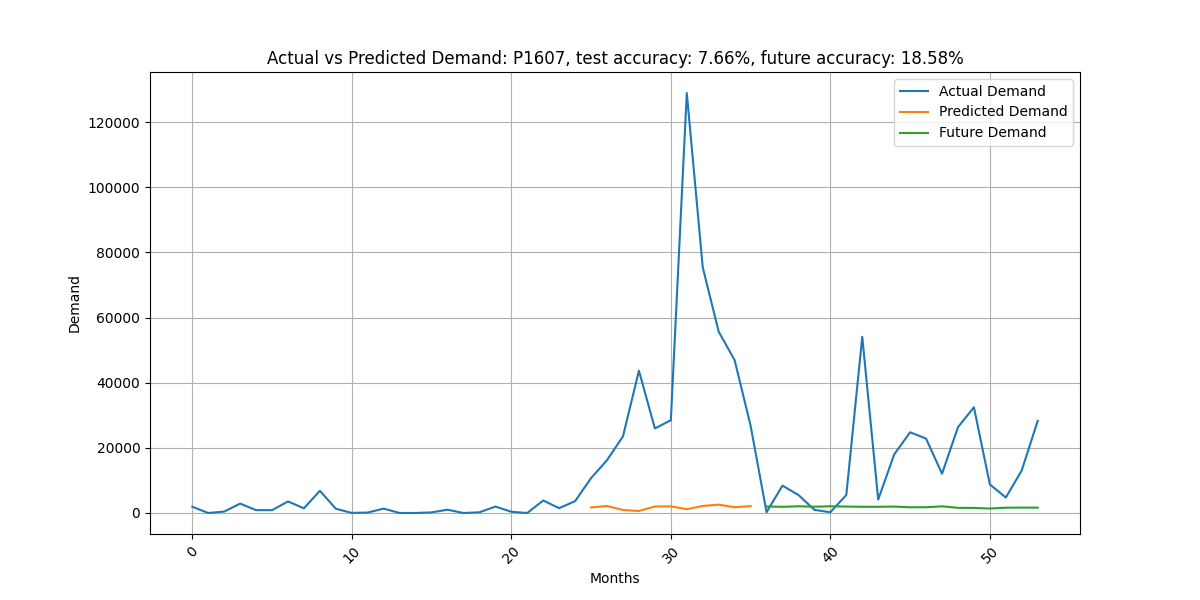 Actual vs Predicted Demand: P1607, test accuracy: 7.66%, future accuracy: 18.58%
Actual Demand
Predicted Demand
Future Demand
120000
100000
80000
60000
40000
20000
0
Demand
0
10
20
30
40
50
Months